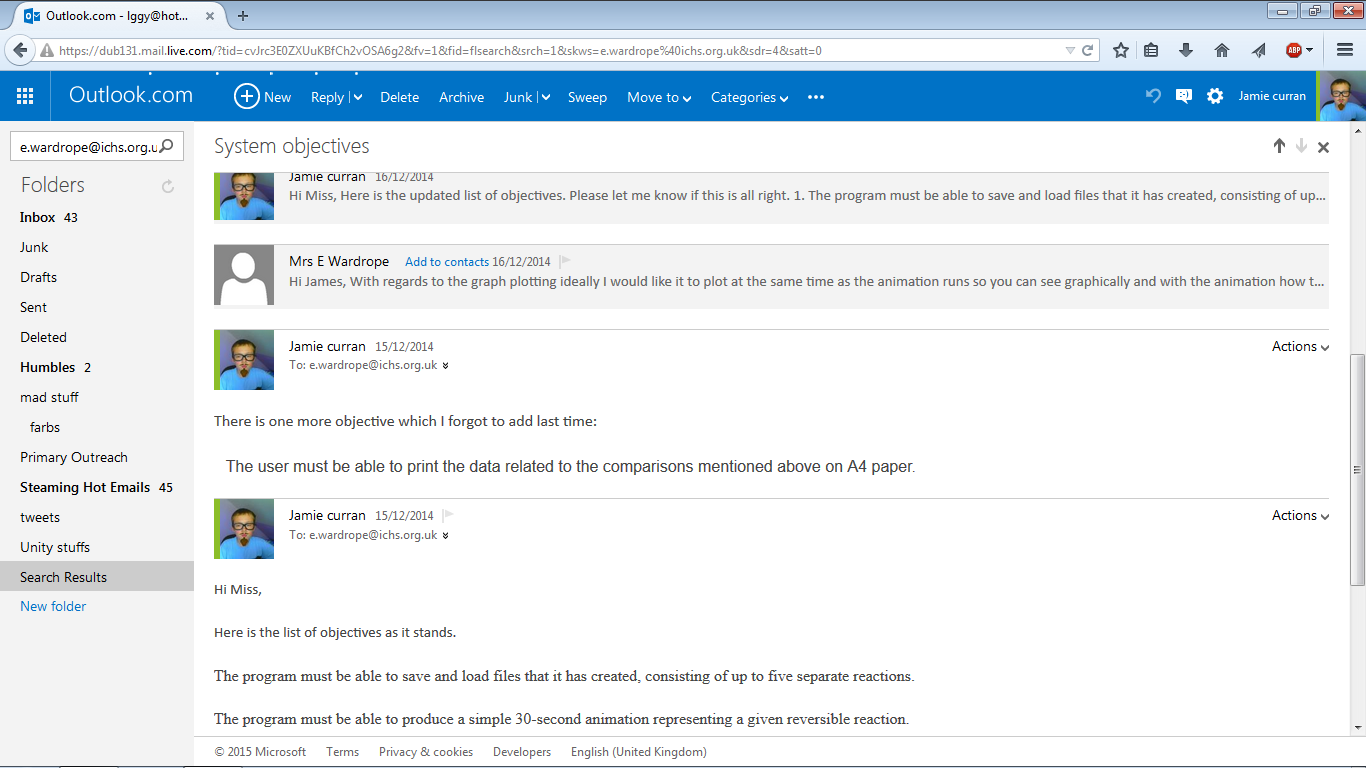 Outlook.com - Iggy@hot...
https://dub131.mail.live.com/?tid=cvJrc3E0ZXUuKBfCh2vOSA6g2&fv=1&fid=flsearch&srch=1&skws=e.wardrope%40ichs.org.uk&sdr=4&satt=0
ABP
Outlook.com
New Reply Delete Archive Junk Sweep Move to Categories ...
Jamie curran
e.wardrope@ichs.org.u
Folders
Inbox 43
Junk
Drafts
Sent
Deleted
Humbles 2
mad stuff
farbs
Primary Outreach
Steaming Hot Emails 45
tweets
Unity stuffs
Search Results
New folder
System objectives
Jamie curran 16/12/2014
Hi Miss, Here is the updated list of objectives. Please let me know if this is all right. 1. The program must be able to save and load files that it has created, consisting of up...
Mrs E Wardrope Add to contacts 16/12/2014
Hi James, With regards to the graph plotting ideally I would like it to plot at the same time as the animation runs so you can see graphically and with the animation how t...
Jamie curran 15/12/2014 Actions
To: e.wardrope@ichs.org.uk
There is one more objective which I forgot to add last time:
The user must be able to print the data related to the comparisons mentioned above on A4 paper.
Jamie curran 15/12/2014 Actions
To: e.wardrope@ichs.org.uk
Hi Miss,
Here is the list of objectives as it stands.
The program must be able to save and load files that it has created, consisting of up to five separate reactions.
The program must be able to produce a simple 30-second animation representing a given reversible reaction.
© 2015 Microsoft Terms Privacy & cookies Developers English (United Kingdom)